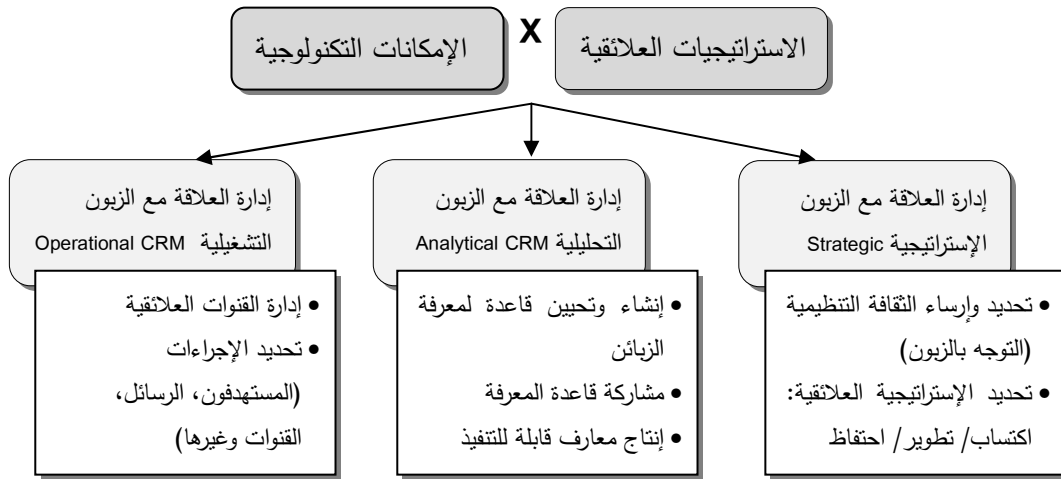 الاستراتيجيات العلائقية
X
الإمكانات التكنولوجية
إدارة العلاقة مع الزبون
الإستراتيجية Strategic
• تحديد وإرساء الثقافة التنظيمية
(التوجه بالزبون)
• تحديد الإستراتيجية العلائقية:
اكتساب/ تطوير/ احتفاظ
إدارة العلاقة مع الزبون
التحليلية Analytical CRM
• إنشاء وتحيين قاعدة لمعرفة
الزبائن
• مشاركة قاعدة المعرفة
• إنتاج معارف قابلة للتنفيذ
إدارة العلاقة مع الزبون
التشغيلية Operational CRM
• إدارة القنوات العلائقية
• تحديد الإجراءات
(المستهدفون، الرسائل،
القنوات وغيرها)